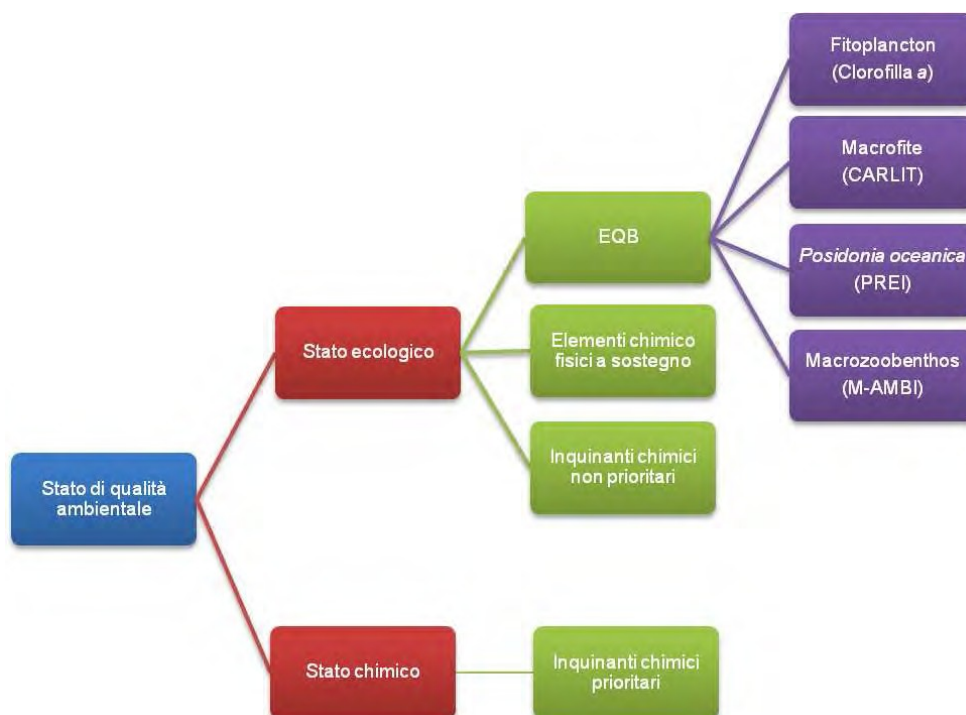 Fitoplancton
(Clorofilla a)
Macrofite
(CARLIT)
EQB
Posidonia oceanica
(PREI)
Stato ecologico
Elementi chimico
fisici a sostegno
Macrozoobenthos
(M-AMBI)
Inquinanti chimici
non prioritari
Stato di qualità
ambientale
Stato chimico
Inquinanti chimici
prioritari